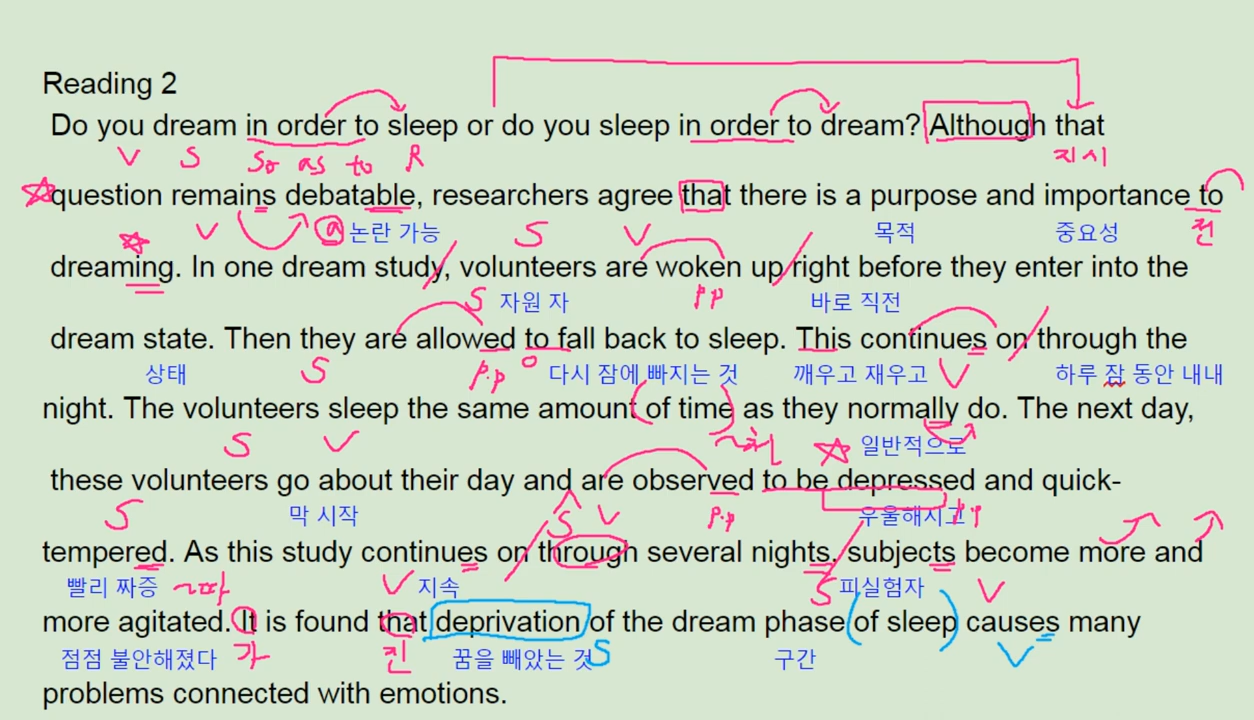 Reading 2
Do you dream in order to sleep or do you sleep in order to dream? Although that
V S So as to R 지시
question remains debatable, researchers agree that there is a purpose and importance to
V ⓐ 논란 가능 S V 목적 중요성 전
dreaming. In one dream study, volunteers are woken up right before they enter into the
S 자원 자 pp 바로 직전
dream state. Then they are allowed to fall back to sleep. This continues on through the
상태 S p.p 다시 잠에 빠지는 것 깨우고 재우고 V 하루 잠 동안 내내
night. The volunteers sleep the same amount of time as they normally do. The next day,
S V ~처럼 일반적으로
these volunteers go about their day and are observed to be depressed and quick-
S 막 시작 S V p.p 우울해시고 pp
tempered. As this study continues on through several nights, subjects become more and
빨리 짜증 ~따라 V 지속 S 피실험자 V
more agitated. It is found that deprivation of the dream phase of sleep causes many
점점 불안해졌다 가 진 꿈을 빼았는 것 S 구간 V
problems connected with emotions.